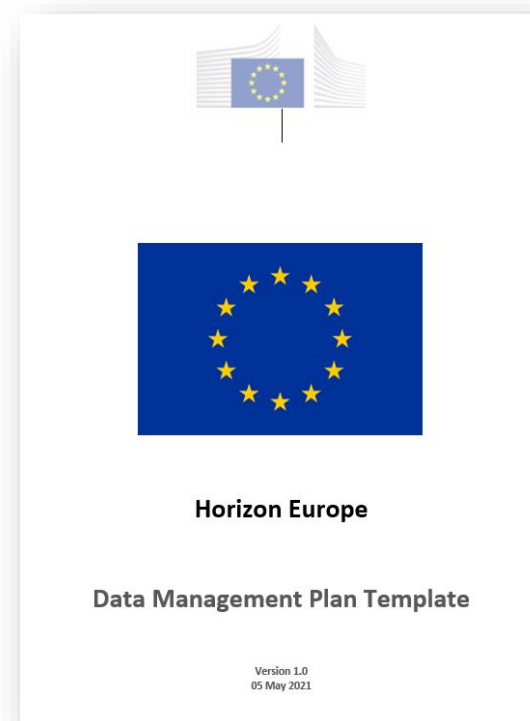 Horizon Europe
Data Management Plan Template
Version 1.0
05 May 2021